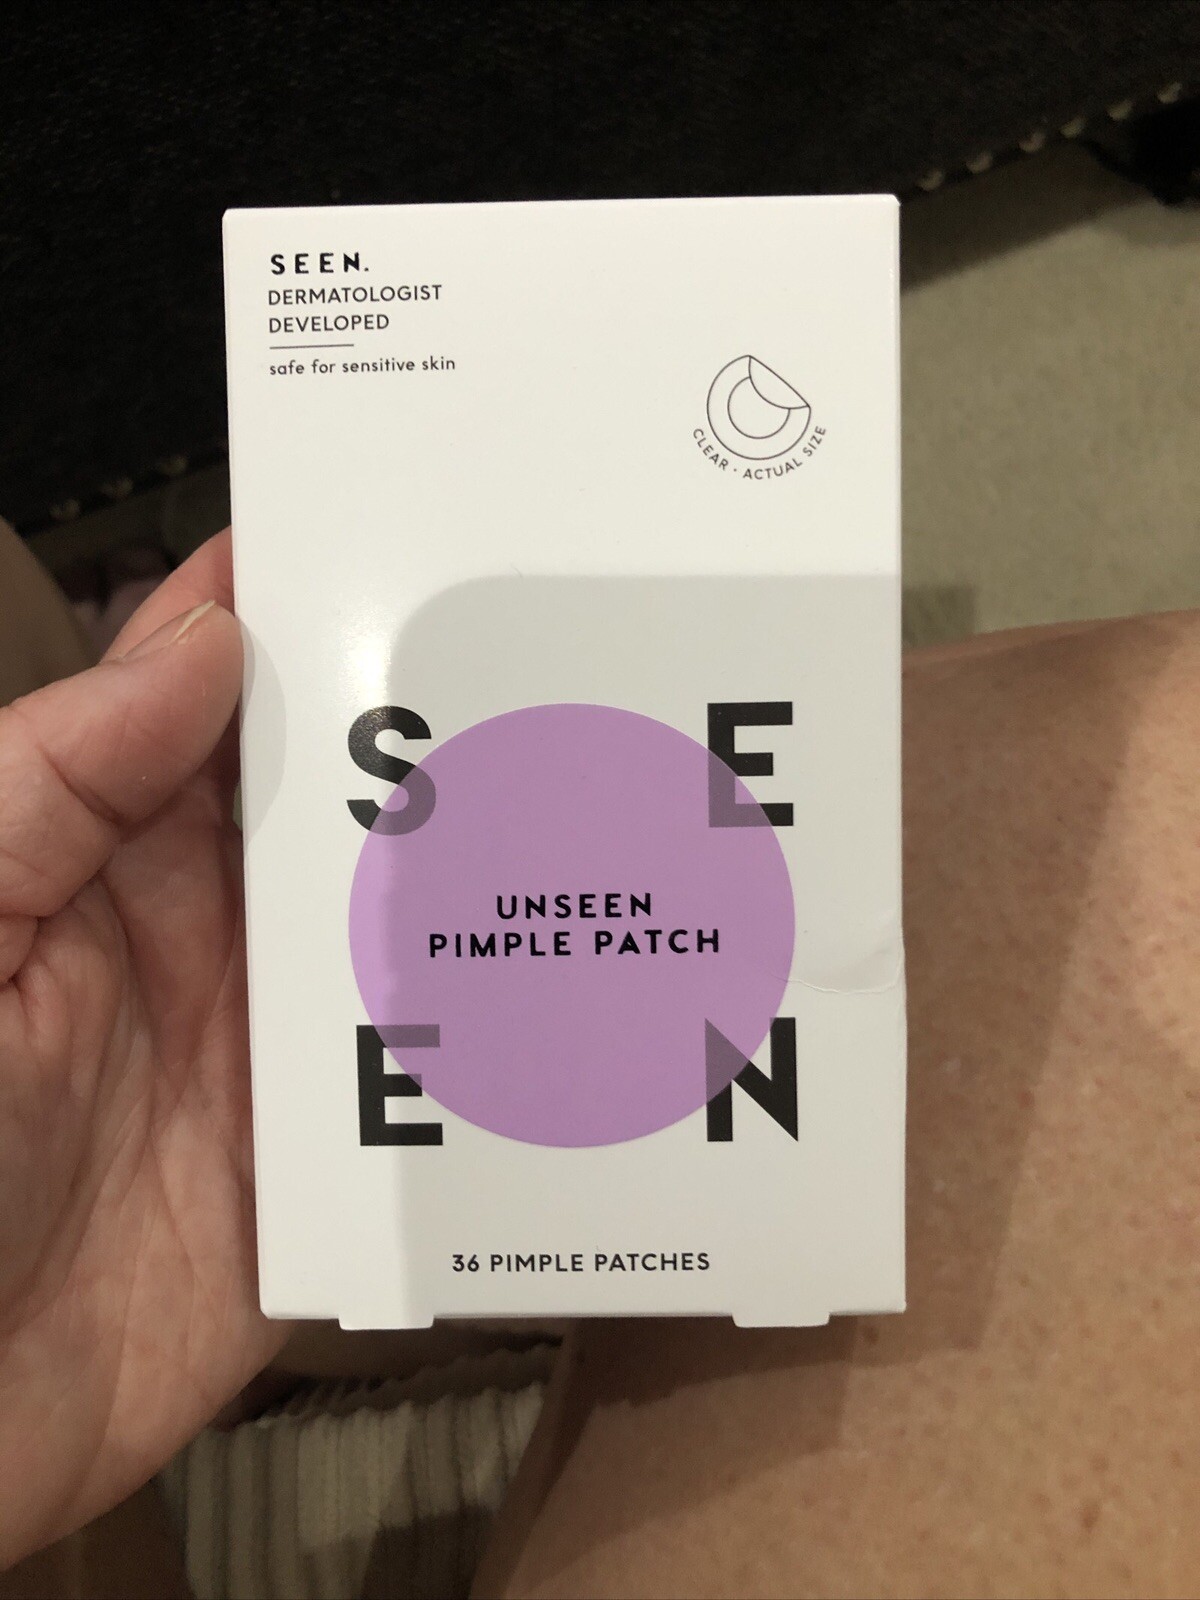 SEEN.
DERMATOLOGIST
DEVELOPED
safe for sensitive skin
CLEAR · ACTUAL SIZE
S E
UNSEEN
PIMPLE PATCH
E N
36 PIMPLE PATCHES